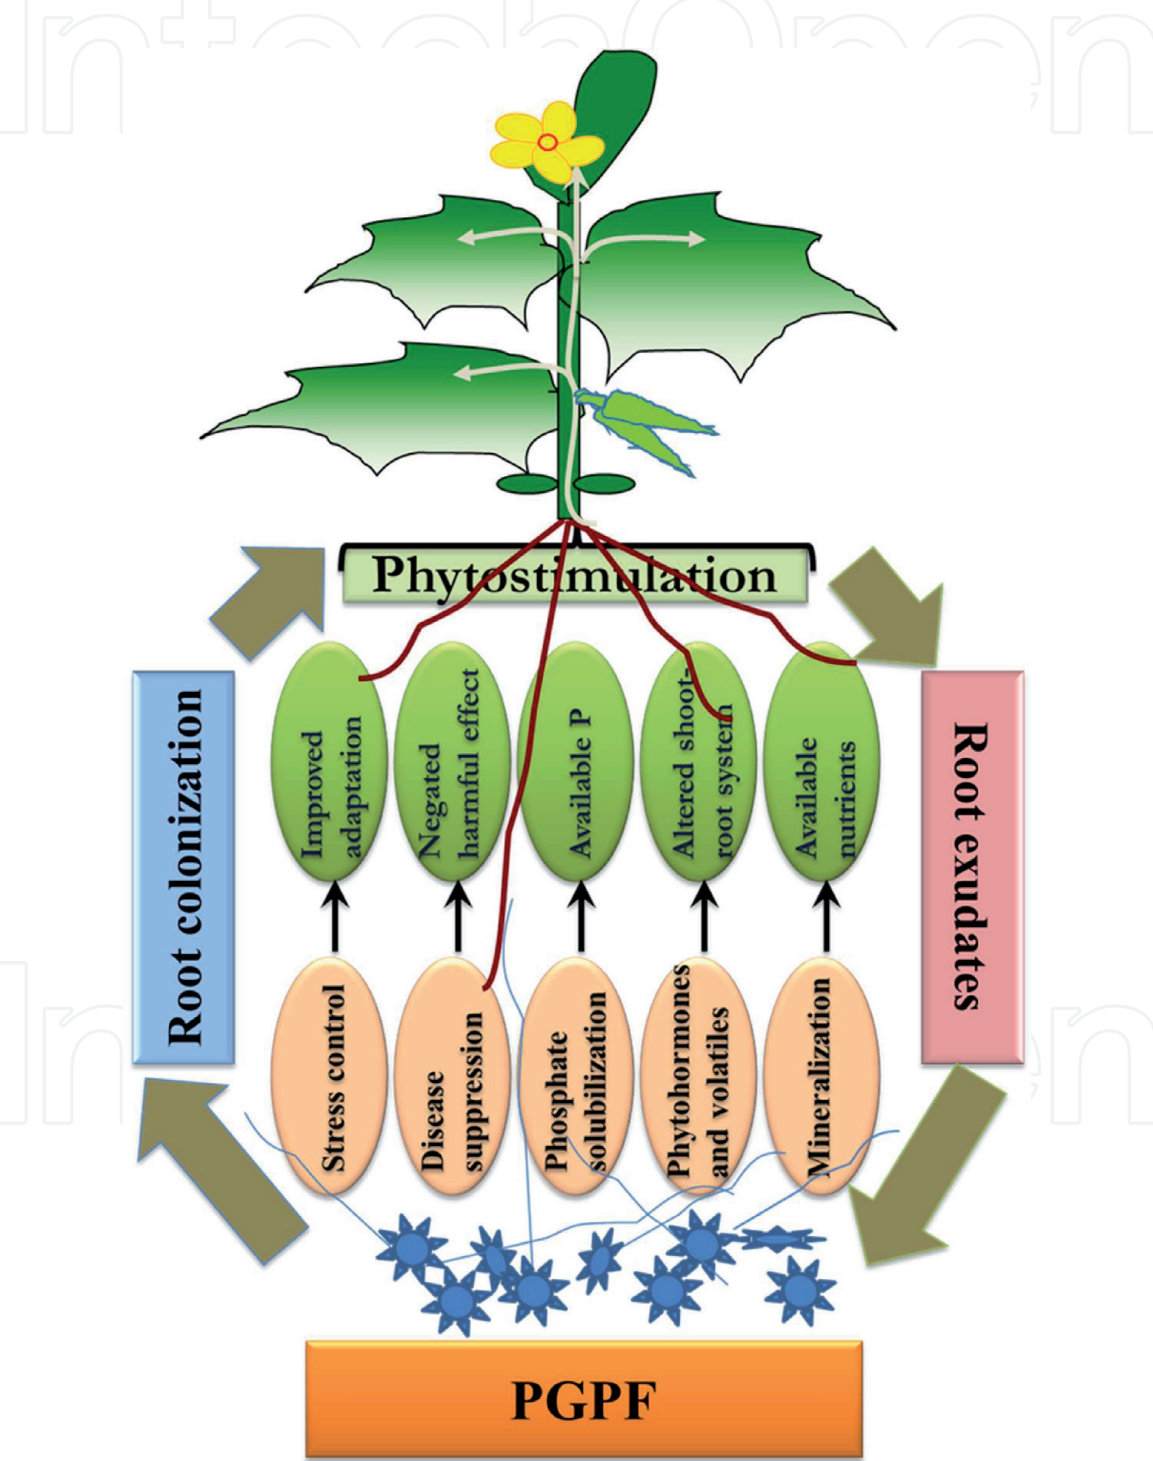 IntechOpen
Phytostimulation
Root colonization
Improved
adaptation
Negated
harmful effect
Available P
Altered shoot-
root system
Available
nutrients
Root exudates
Stress control
Disease
suppression
Phosphate
solubilization
Phytohormones
and volatiles
Mineralization
PGPF